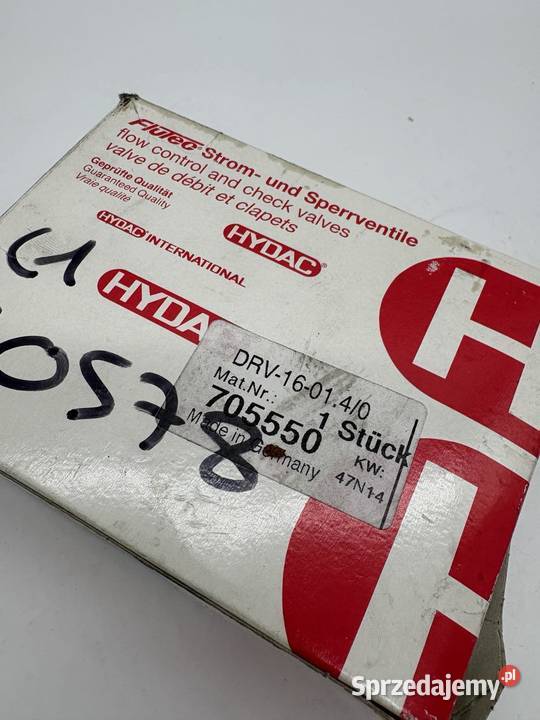 FluTec Strom- und Sperrventile
flow control and check valves
valve de débit et clapets
Geprüfte Qualität
Guaranteed Quality
Vraie qualité
HYDAC INTERNATIONAL
HYDAC
HYDAC
DRV-16-01.4/0
Mat.Nr.: 1 Stück
705550 KW:
Made in Germany 47N14
C1
0578
H
H
Sprzedajemy.pl